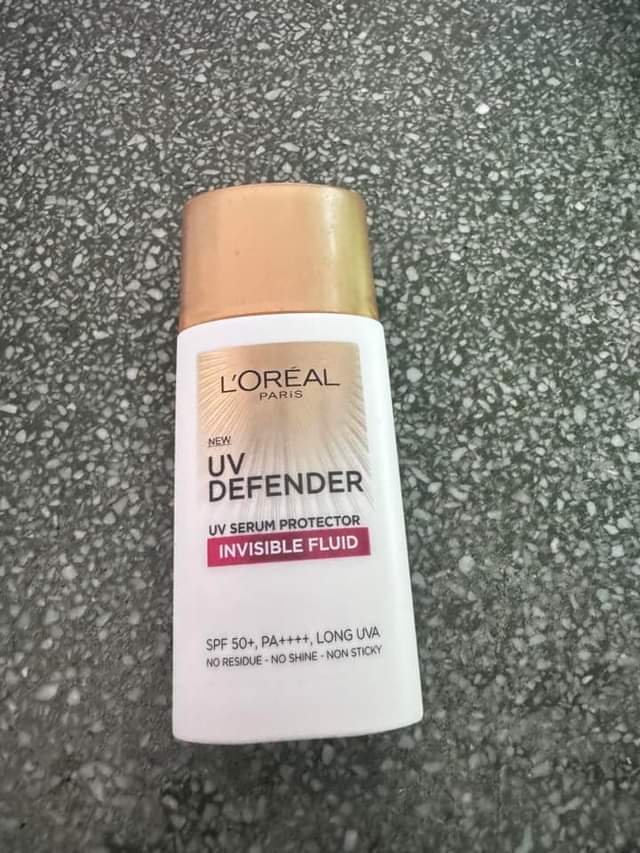 L'ORÉAL
PARIS
NEW
UV
DEFENDER
UV SERUM PROTECTOR
INVISIBLE FLUID
SPF 50+, PA++++, LONG UVA
NO RESIDUE - NO SHINE - NON STICKY